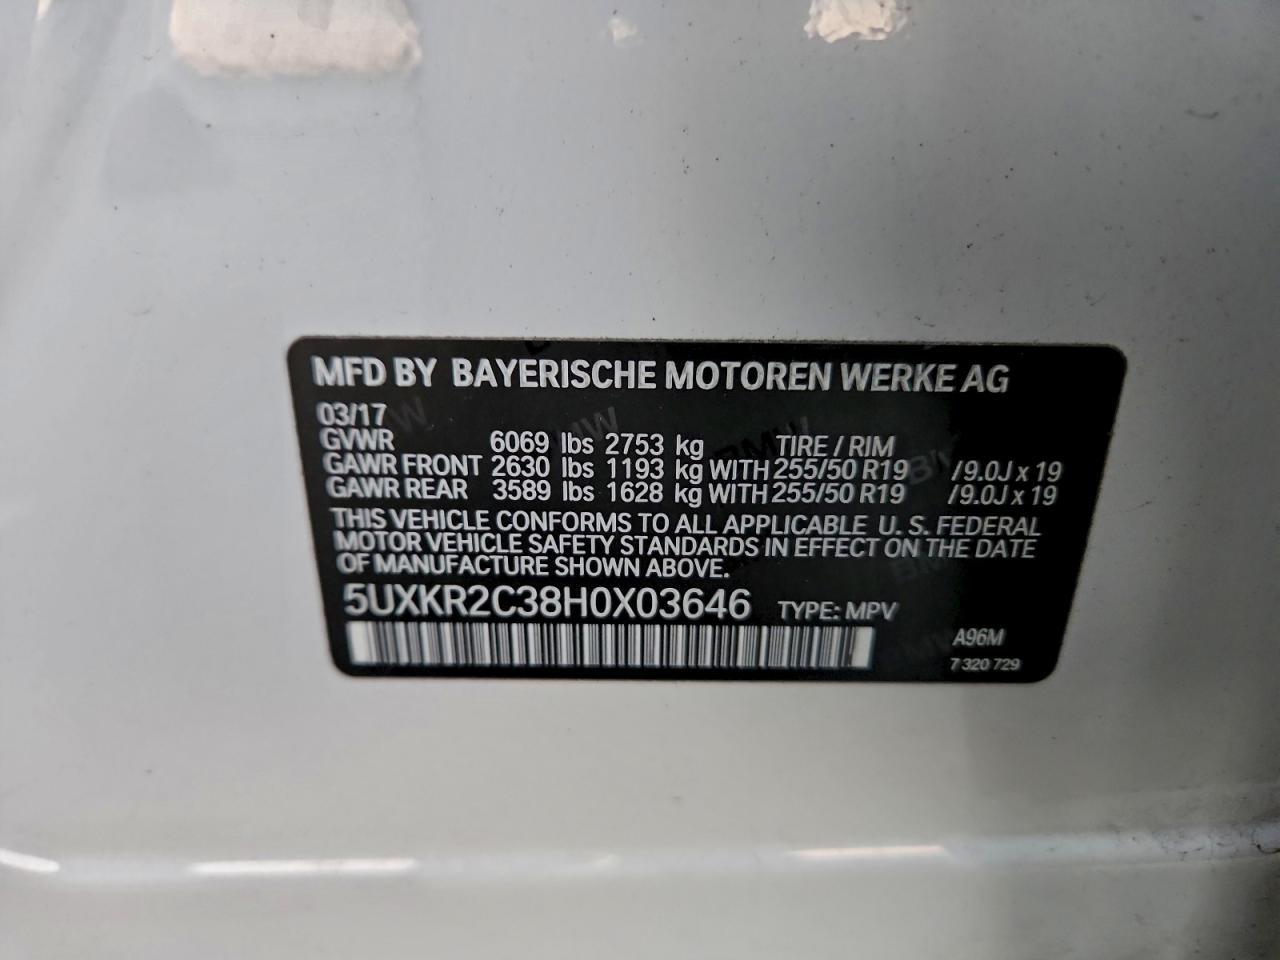 MFD BY BAYERISCHE MOTOREN WERKE AG
03/17
GVWR 6069 lbs 2753 kg TIRE / RIM
GAWR FRONT 2630 lbs 1193 kg WITH 255/50 R19 /9.0J x 19
GAWR REAR 3589 lbs 1628 kg WITH 255/50 R19 /9.0J x 19
THIS VEHICLE CONFORMS TO ALL APPLICABLE U. S. FEDERAL
MOTOR VEHICLE SAFETY STANDARDS IN EFFECT ON THE DATE
OF MANUFACTURE SHOWN ABOVE.
5UXKR2C38H0X03646 TYPE: MPV
A96M
7 320 729